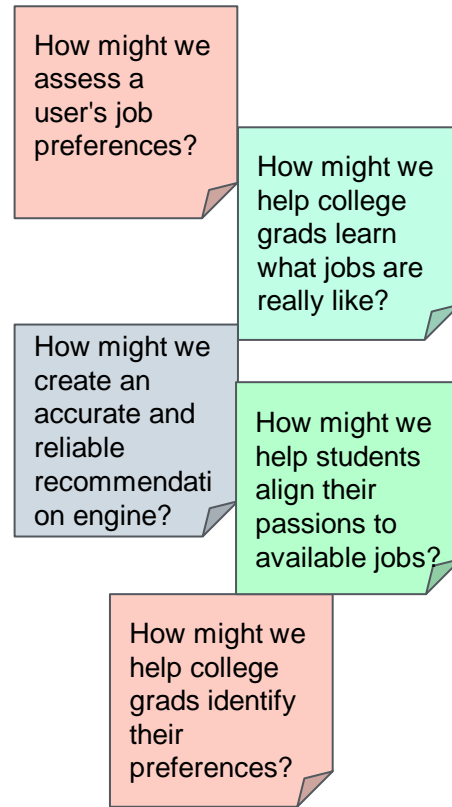 How might we
assess a
user's job
preferences?
How might we
help college
grads learn
what jobs are
really like?
How might we
create an
accurate and
reliable
recommendati
on engine?
How might we
help students
align their
passions to
available jobs?
How might we
help college
grads identify
their
preferences?